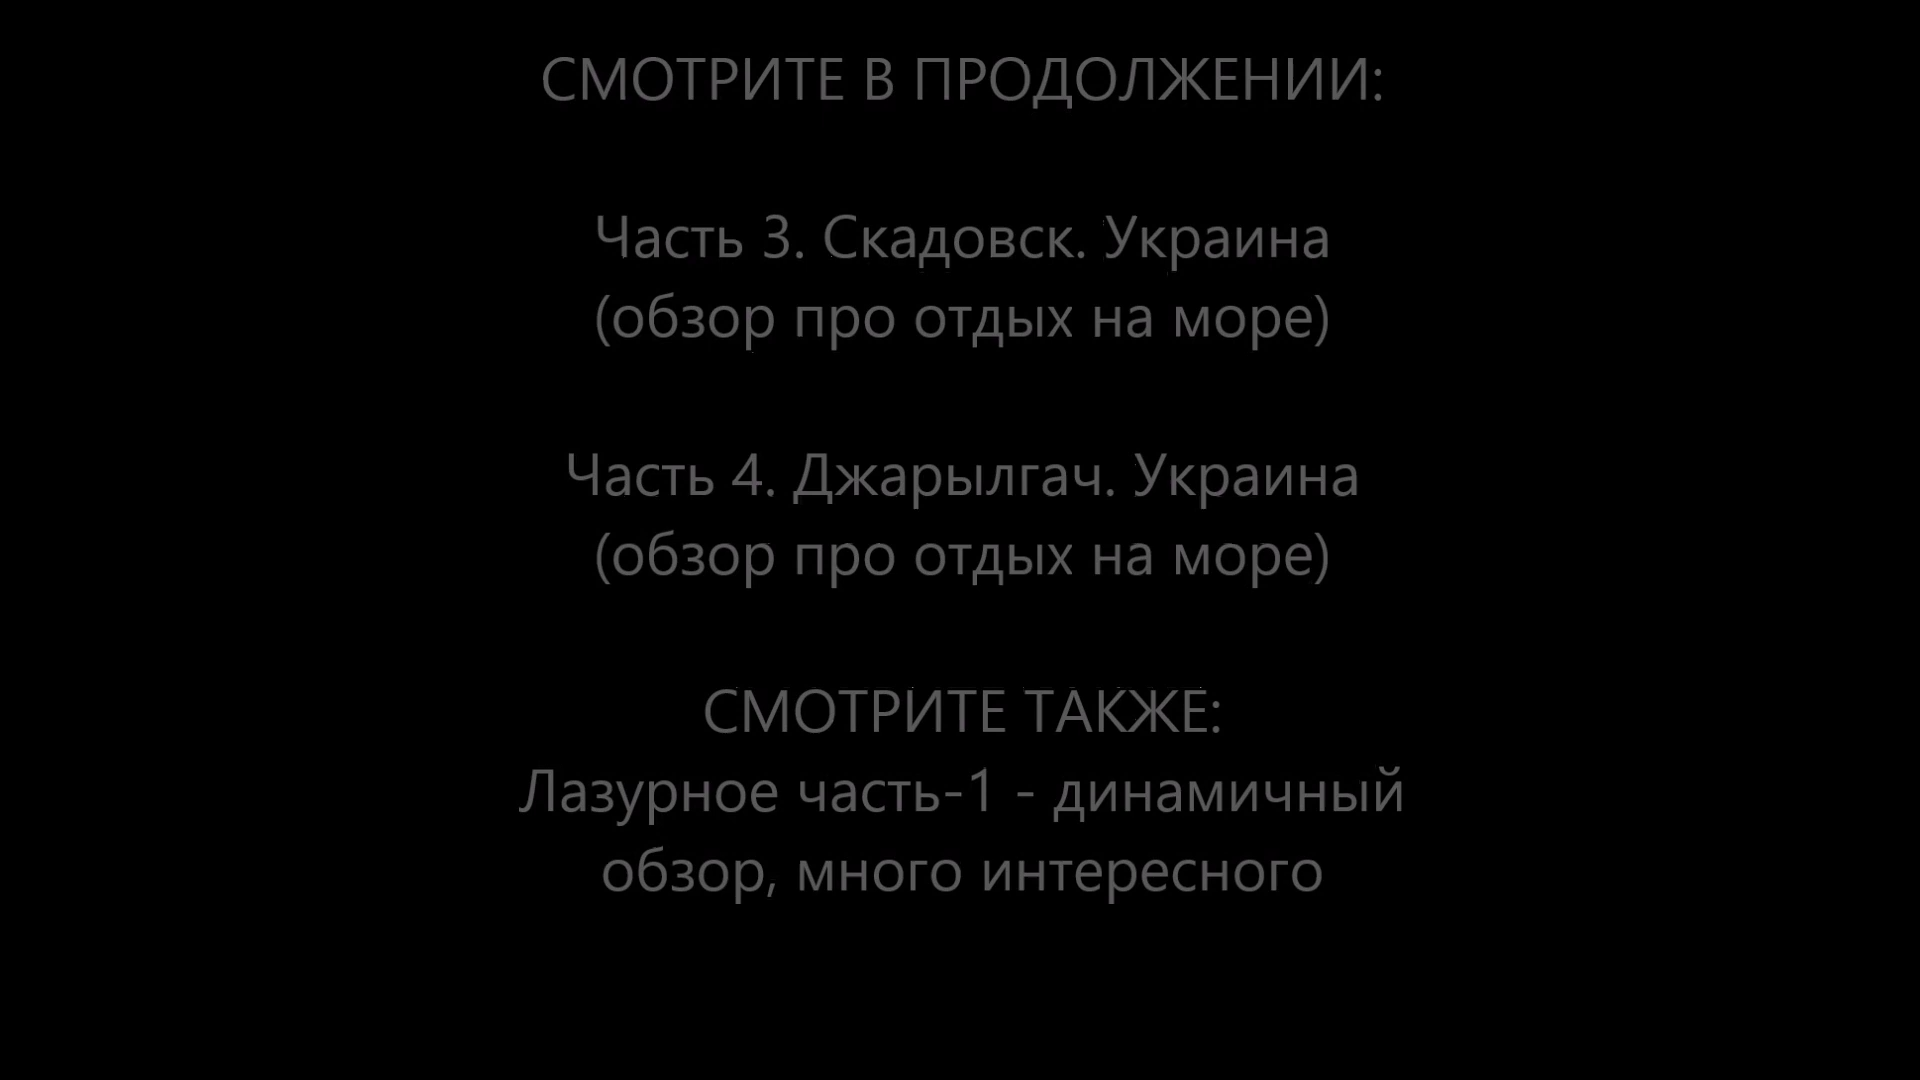 СМОТРИТЕ В ПРОДОЛЖЕНИИ:
Часть 3. Скадовск. Украина
(обзор про отдых на море)
Часть 4. Джарылгач. Украина
(обзор про отдых на море)
СМОТРИТЕ ТАКЖЕ:
Лазурное часть-1 - динамичный
обзор, много интересного